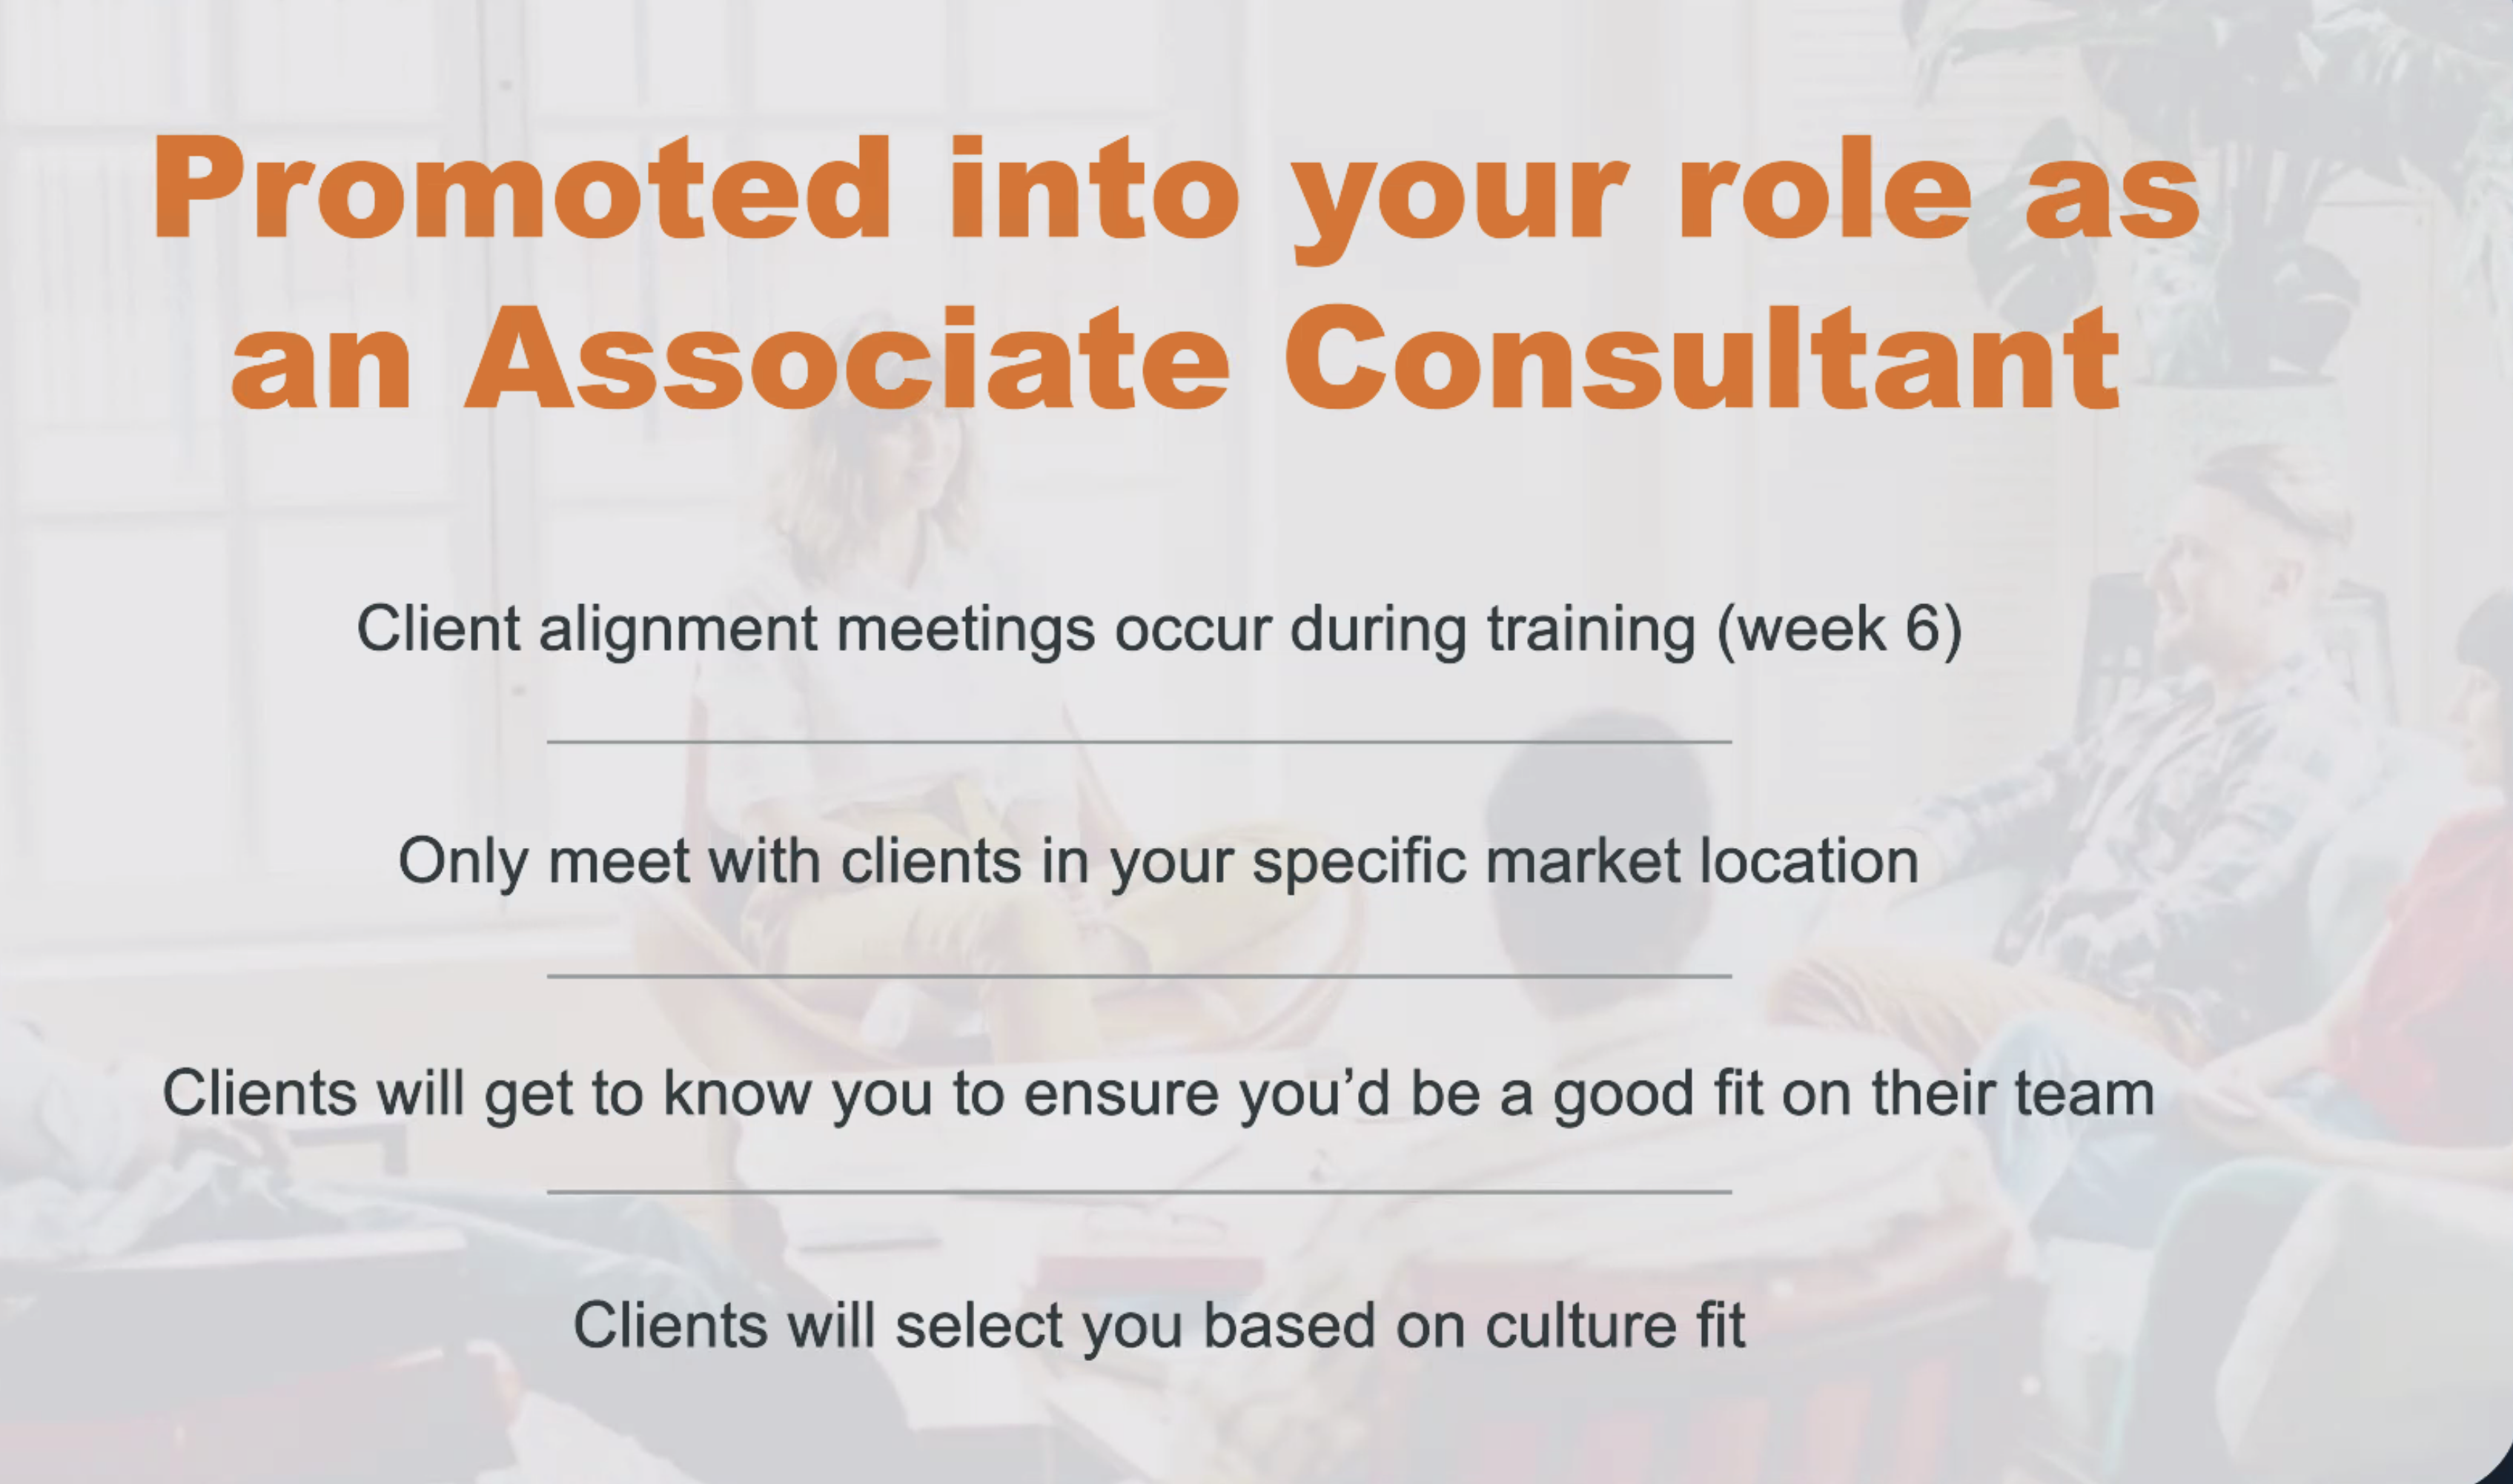 Promoted into your role as
an Associate Consultant
Client alignment meetings occur during training (week 6)
Only meet with clients in your specific market location
Clients will get to know you to ensure you’d be a good fit on their team
Clients will select you based on culture fit